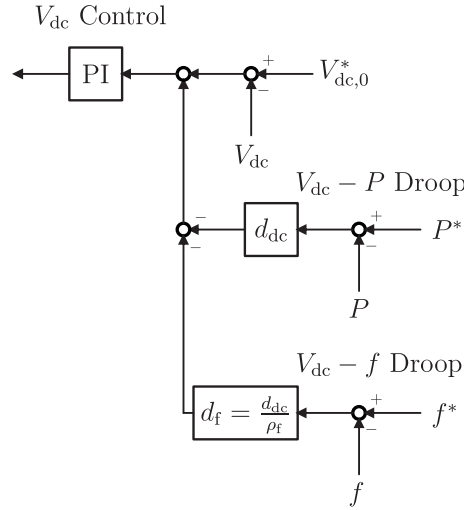 V_dc Control
PI
+
−
V*_dc,0
V_dc
V_dc − P Droop
−
−
d_dc
+
−
P*
P
V_dc − f Droop
d_f = d_dc/ρ_f
+
−
f*
f